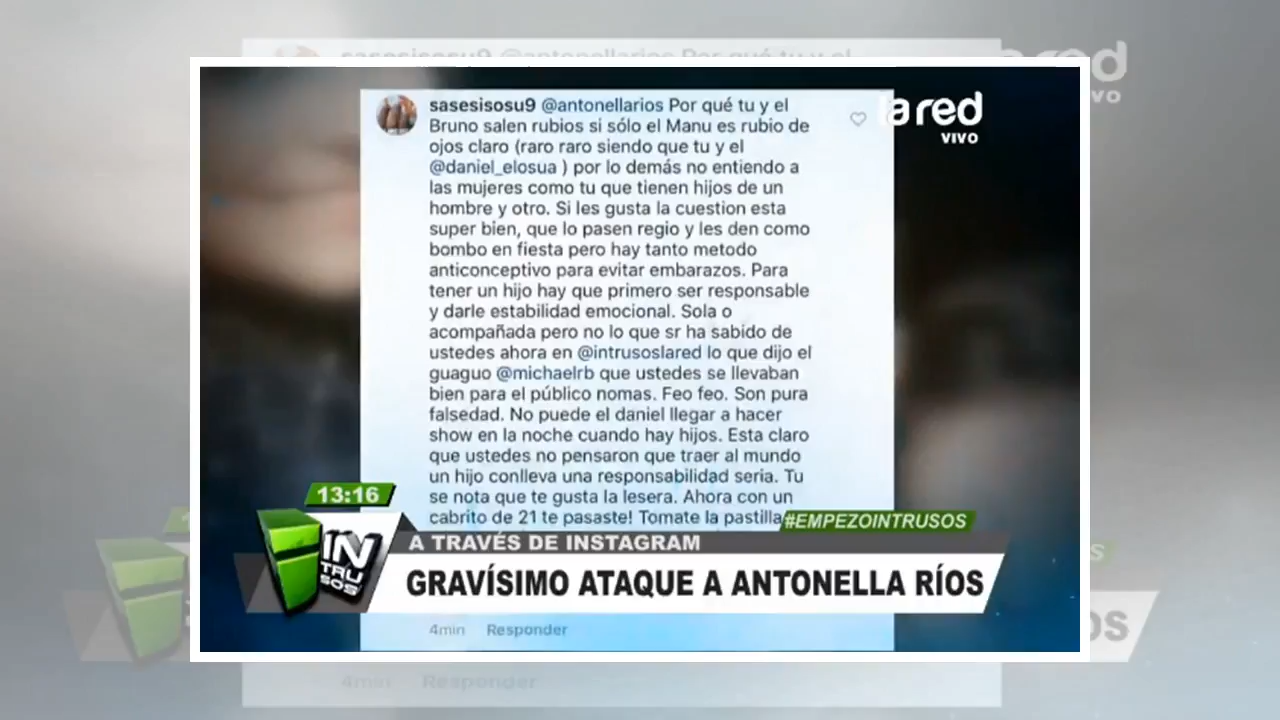 sasesisosu9 @antonellarios Por qué tu y el
Bruno salen rubios si sólo el Manu es rubio de
ojos claro (raro raro siendo que tu y el
@daniel_elosua ) por lo demás no entiendo a
las mujeres como tu que tienen hijos de un
hombre y otro. Si les gusta la cuestion esta
super bien, que lo pasen regio y les den como
bombo en fiesta pero hay tanto metodo
anticonceptivo para evitar embarazos. Para
tener un hijo hay que primero ser responsable
y darle estabilidad emocional. Sola o
acompañada pero no lo que sr ha sabido de
ustedes ahora en @intrusoslared lo que dijo el
guaguo @michaelrb que ustedes se llevaban
bien para el público nomas. Feo feo. Son pura
falsedad. No puede el daniel llegar a hacer
show en la noche cuando hay hijos. Esta claro
que ustedes no pensaron que traer al mundo
un hijo conlleva una responsabilidad seria. Tu
se nota que te gusta la lesera. Ahora con un
cabrito de 21 te pasaste! Tomate la pastilla
la red
VIVO
13:16
#EMPEZOINTRUSOS
INTRUSOS
A TRAVÉS DE INSTAGRAM
GRAVÍSIMO ATAQUE A ANTONELLA RÍOS
4min Responder